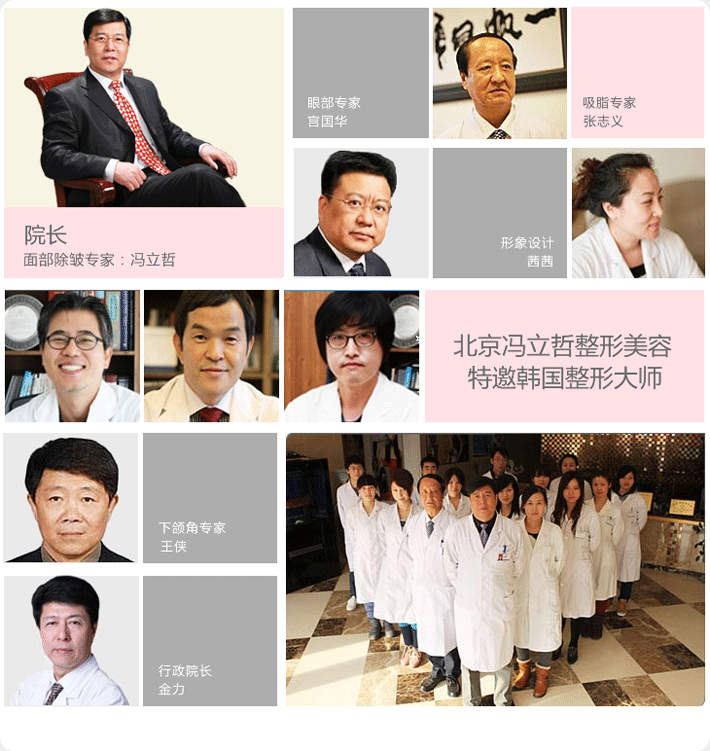 院长
面部除皱专家：冯立哲
眼部专家
宫国华
吸脂专家
张志义
形象设计
茜茜
北京冯立哲整形美容
特邀韩国整形大师
下颌角专家
王侠
行政院长
金力